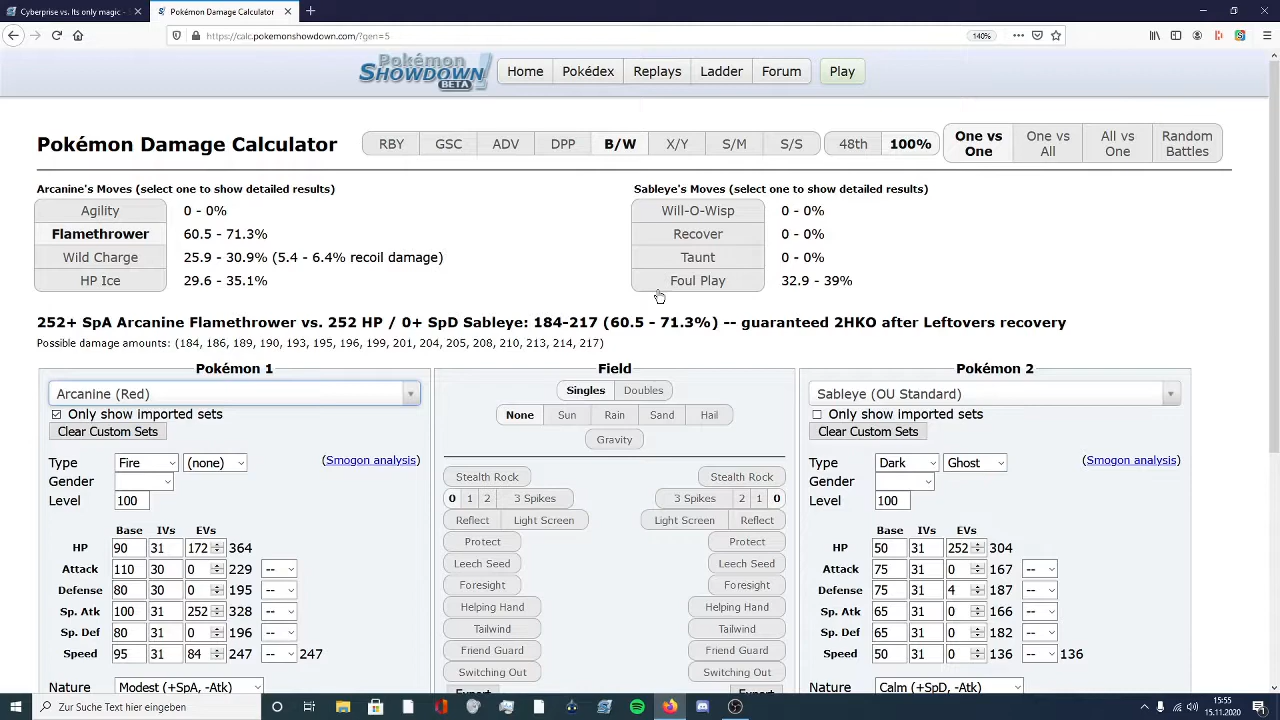 Cyberprise vs. Its only magic -
Pokémon Damage Calculator
https://calc.pokemonshowdown.com/?gen=5
140%
Pokémon
SHOWDOWN!
BETA
Home
Pokédex
Replays
Ladder
Forum
Play
Pokémon Damage Calculator
RBY GSC ADV DPP B/W X/Y S/M S/S
48th 100%
One vs One
One vs All
All vs One
Random Battles
Arcanine's Moves (select one to show detailed results)
Agility 0 - 0%
Flamethrower 60.5 - 71.3%
Wild Charge 25.9 - 30.9% (5.4 - 6.4% recoil damage)
HP Ice 29.6 - 35.1%
Sableye's Moves (select one to show detailed results)
Will-O-Wisp 0 - 0%
Recover 0 - 0%
Taunt 0 - 0%
Foul Play 32.9 - 39%
252+ SpA Arcanine Flamethrower vs. 252 HP / 0+ SpD Sableye: 184-217 (60.5 - 71.3%) -- guaranteed 2HKO after Leftovers recovery
Possible damage amounts: (184, 186, 189, 190, 193, 195, 196, 199, 201, 204, 205, 208, 210, 213, 214, 217)
Pokémon 1
Arcanine (Red)
Only show imported sets
Clear Custom Sets
Type Fire (none) (Smogon analysis)
Gender
Level 100
Base IVs EVs
HP 90 31 172 364
Attack 110 30 0 229 --
Defense 80 30 0 195 --
Sp. Atk 100 31 252 328 --
Sp. Def 80 31 0 196 --
Speed 95 31 84 247 -- 247
Nature Modest (+SpA, -Atk)
Field
Singles Doubles
None Sun Rain Sand Hail
Gravity
Stealth Rock Stealth Rock
0 1 2 3 Spikes 3 Spikes 2 1 0
Reflect Light Screen Light Screen Reflect
Protect Protect
Leech Seed Leech Seed
Foresight Foresight
Helping Hand Helping Hand
Tailwind Tailwind
Friend Guard Friend Guard
Switching Out Switching Out
Export Export
Pokémon 2
Sableye (OU Standard)
Only show imported sets
Clear Custom Sets
Type Dark Ghost (Smogon analysis)
Gender
Level 100
Base IVs EVs
HP 50 31 252 304
Attack 75 31 0 167 --
Defense 75 31 4 187 --
Sp. Atk 65 31 0 166 --
Sp. Def 65 31 0 182 --
Speed 50 31 0 136 -- 136
Nature Calm (+SpD, -Atk)
Zur Suche Text hier eingeben
15:55
15.11.2020